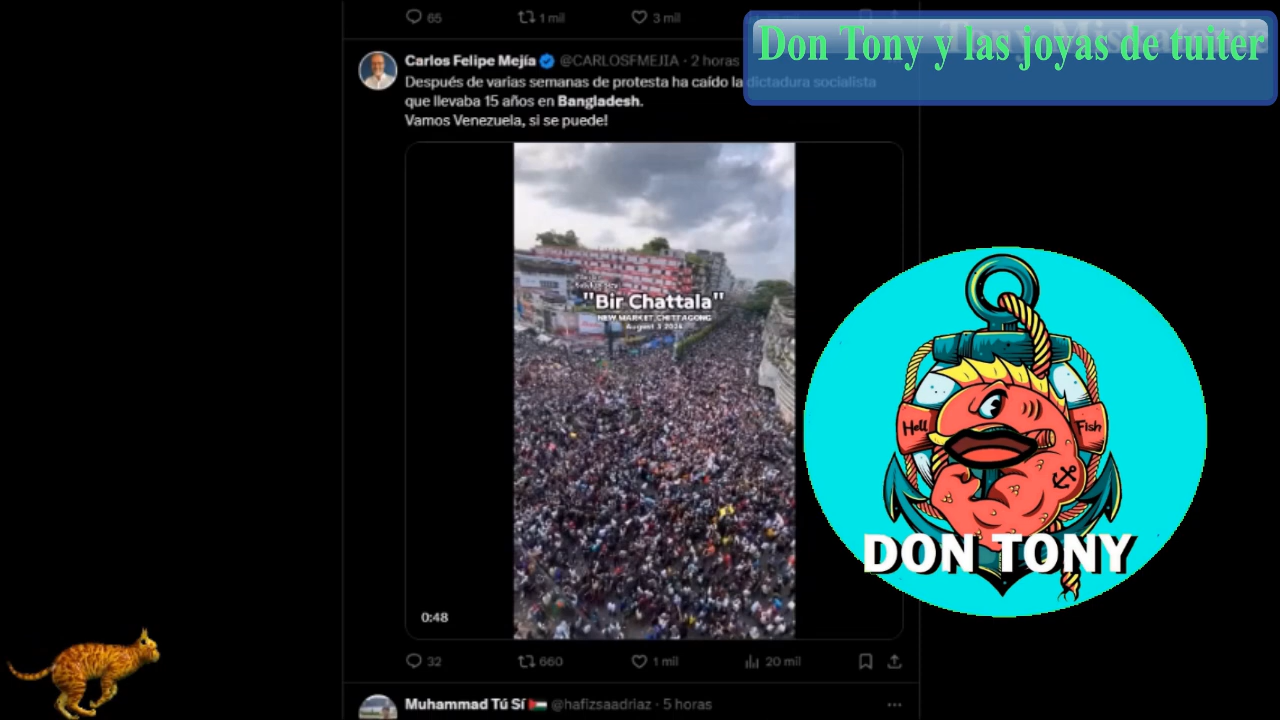 65
1 mil
3 mil
Don Tony y las joyas de tuiter
Carlos Felipe Mejía @CARLOSFMEJIA · 2 horas
Después de varias semanas de protesta ha caído la dictadura socialista
que llevaba 15 años en Bangladesh.
Vamos Venezuela, si se puede!
"Bir Chattala"
NEW MARKET, CHITTAGONG
August 3 2024
Hell
Fish
DON TONY
0:48
32
660
1 mil
20 mil
Muhammad Tú Sí @hafizsaadriaz · 5 horas